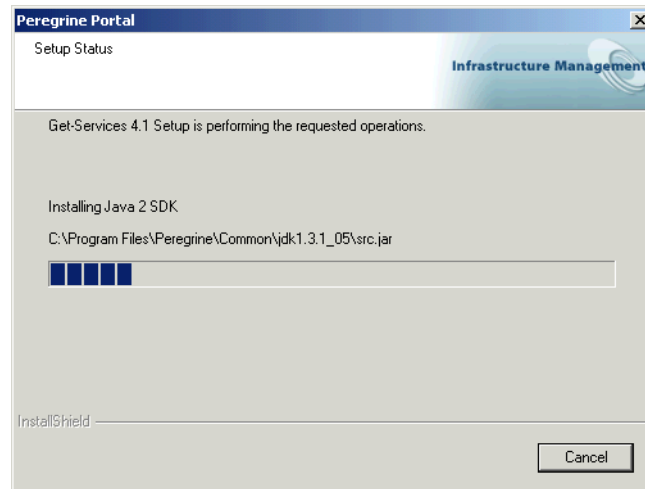 Peregrine Portal
Setup Status
Infrastructure Management
Get-Services 4.1 Setup is performing the requested operations.
Installing Java 2 SDK
C:\Program Files\Peregrine\Common\jdk1.3.1_05\src.jar
InstallShield
Cancel